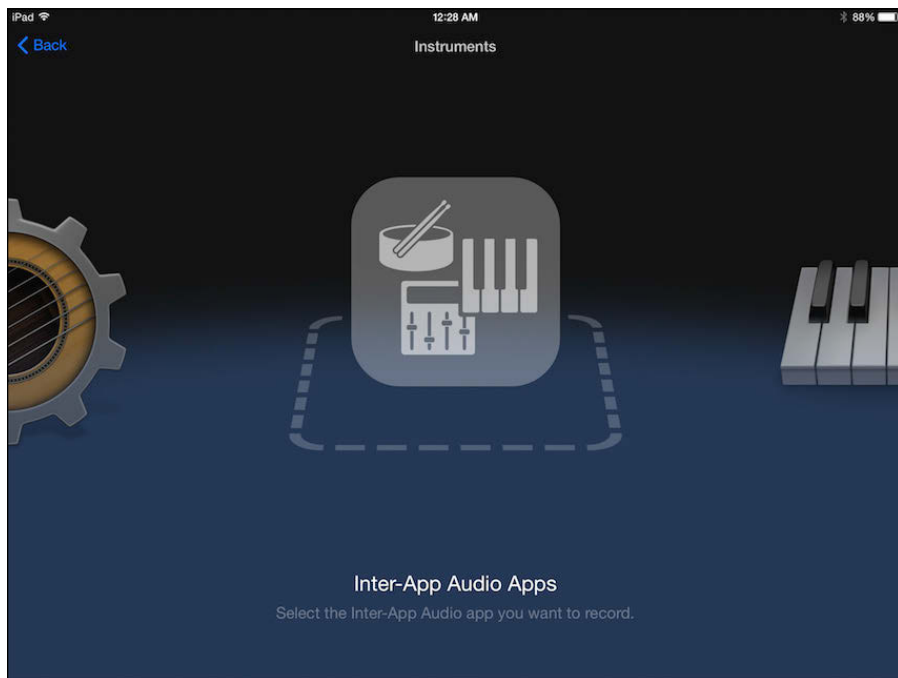 iPad 12:28 AM 88%
Back Instruments
Inter-App Audio Apps
Select the Inter-App Audio app you want to record.